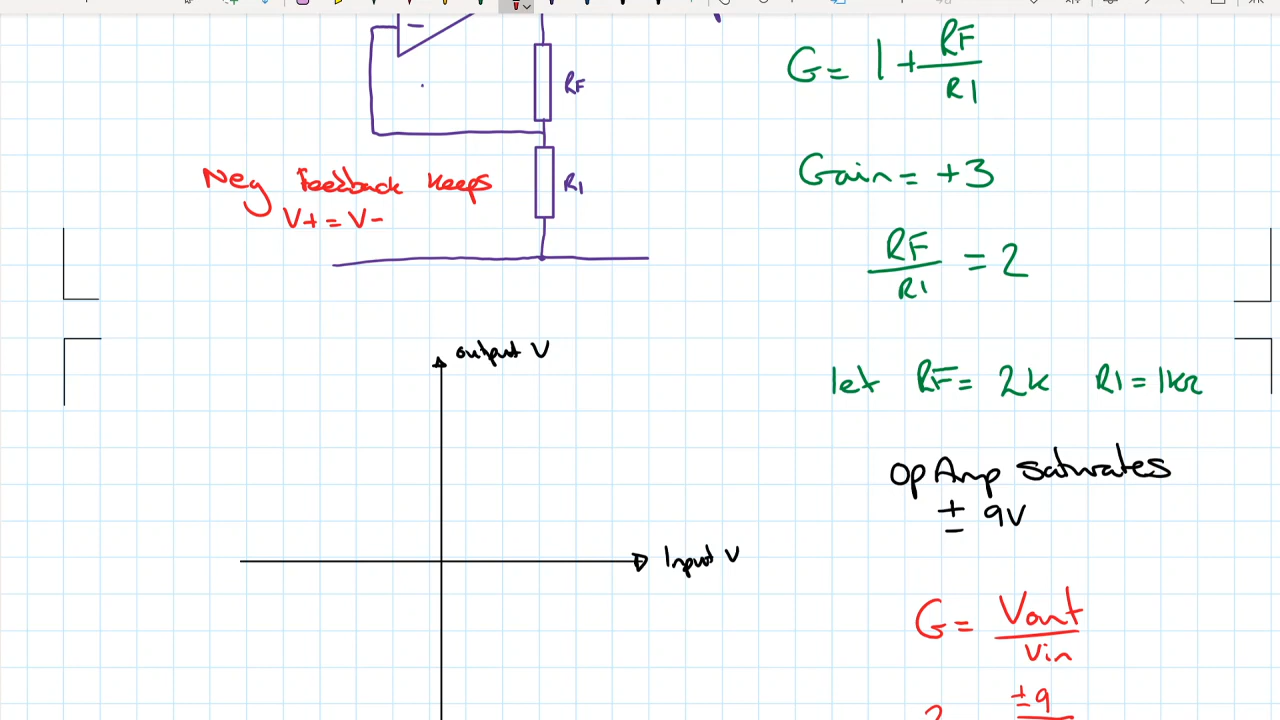 −
RF
R1
Neg feedback keeps
V+ = V−
output V
Input V
G = 1 + RF
R1
Gain = +3
RF
R1
= 2
let RF = 2k R1 = 1kΩ
Op Amp saturates
± 9V
G = Vout
Vin
±9